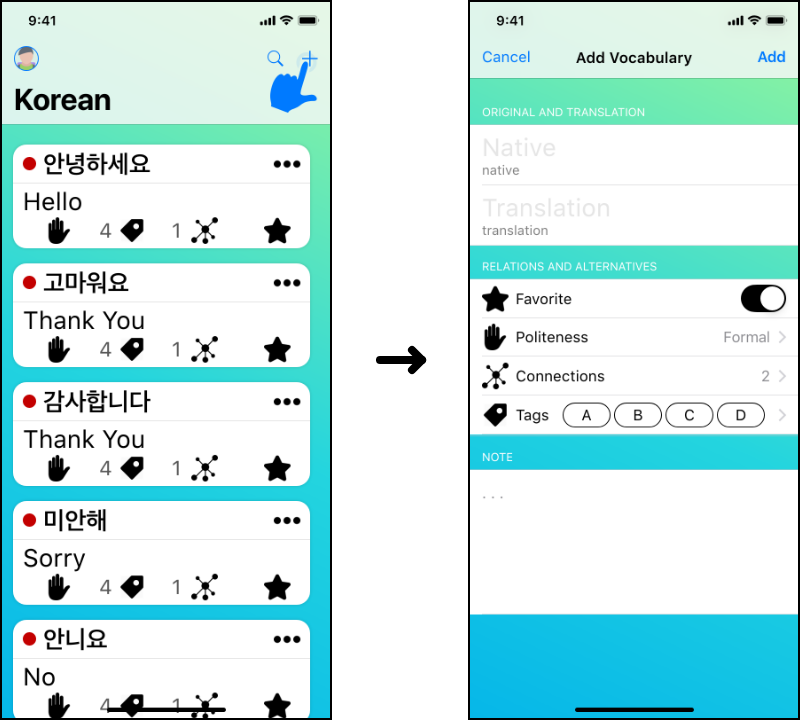 9:41
Korean
안녕하세요
Hello
4 1
고마워요
Thank You
4 1
감사합니다
Thank You
4 1
미안해
Sorry
4 1
안니요
No
4 1
9:41
Cancel Add Vocabulary Add
ORIGINAL AND TRANSLATION
Native
native
Translation
translation
RELATIONS AND ALTERNATIVES
Favorite
Politeness Formal
Connections 2
Tags A B C D
NOTE
...